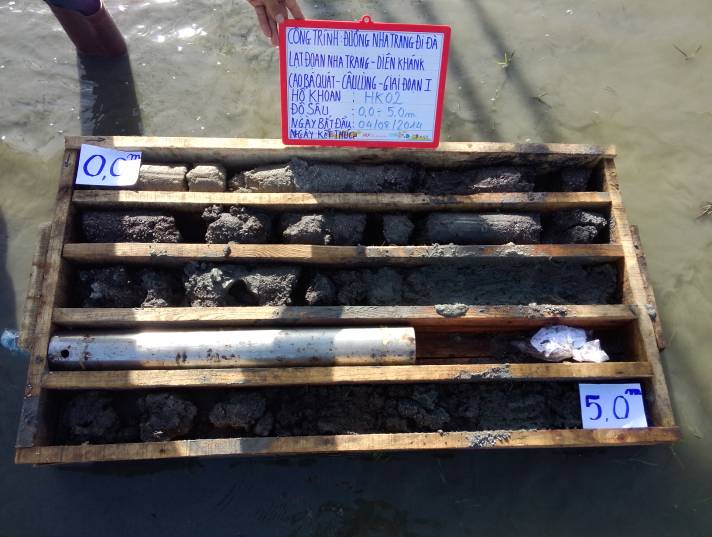 CÔNG TRÌNH: ĐƯỜNG NHA TRANG ĐI ĐÀ
LẠT ĐOẠN NHA TRANG - DIÊN KHÁNH
CAO BÁ QUÁT - CẦU LÙNG - GIAI ĐOẠN I
HỐ KHOAN : HK02
ĐỘ SÂU : 0,0 - 5,0m
NGÀY BẮT ĐẦU: 04/08/2014
NGÀY KẾT THÚC:
0,0m
5,0m